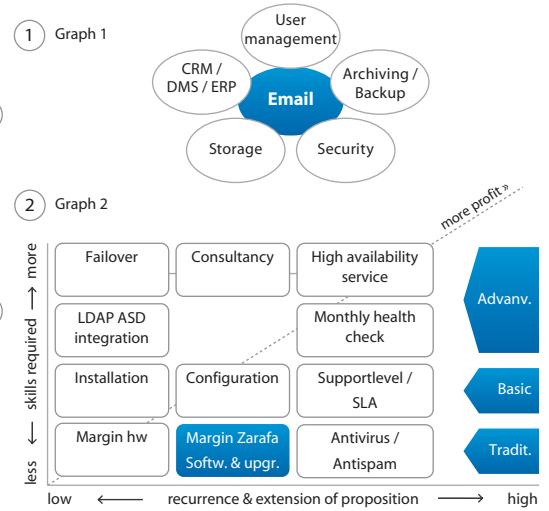 1 Graph 1
User
management
CRM /
DMS / ERP
Archiving /
Backup
Email
Storage
Security
2 Graph 2
more profit »
less ← skills required → more
Failover
Consultancy
High availability
service
Advanv.
LDAP ASD
integration
Monthly health
check
Installation
Configuration
Supportlevel /
SLA
Basic
Margin hw
Margin Zarafa
Softw. & upgr.
Antivirus /
Antispam
Tradit.
low ← recurrence & extension of proposition → high